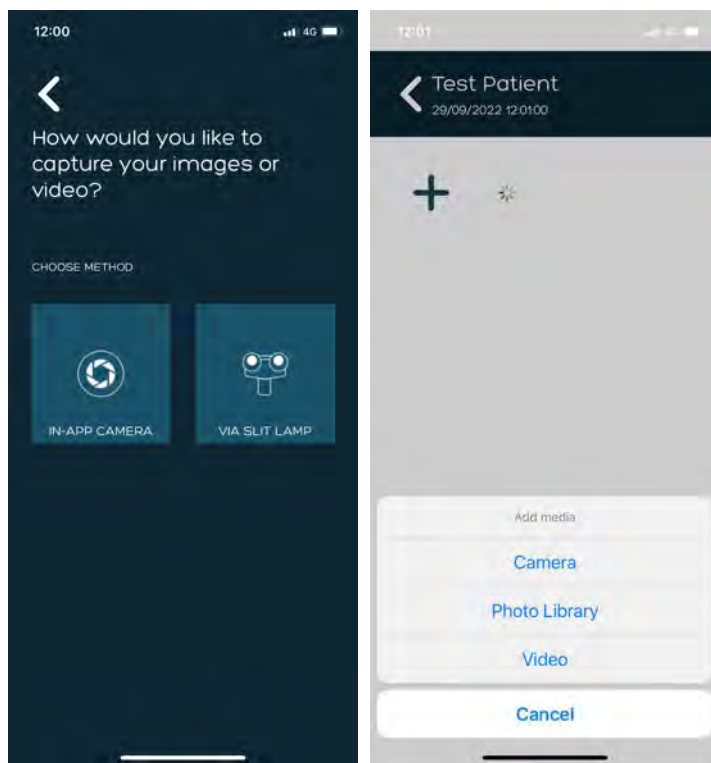 12:00
4G
How would you like to
capture your images or
video?
CHOOSE METHOD
IN-APP CAMERA
VIA SLIT LAMP
12:01
Test Patient
29/09/2022 12:01:00
Add media
Camera
Photo Library
Video
Cancel